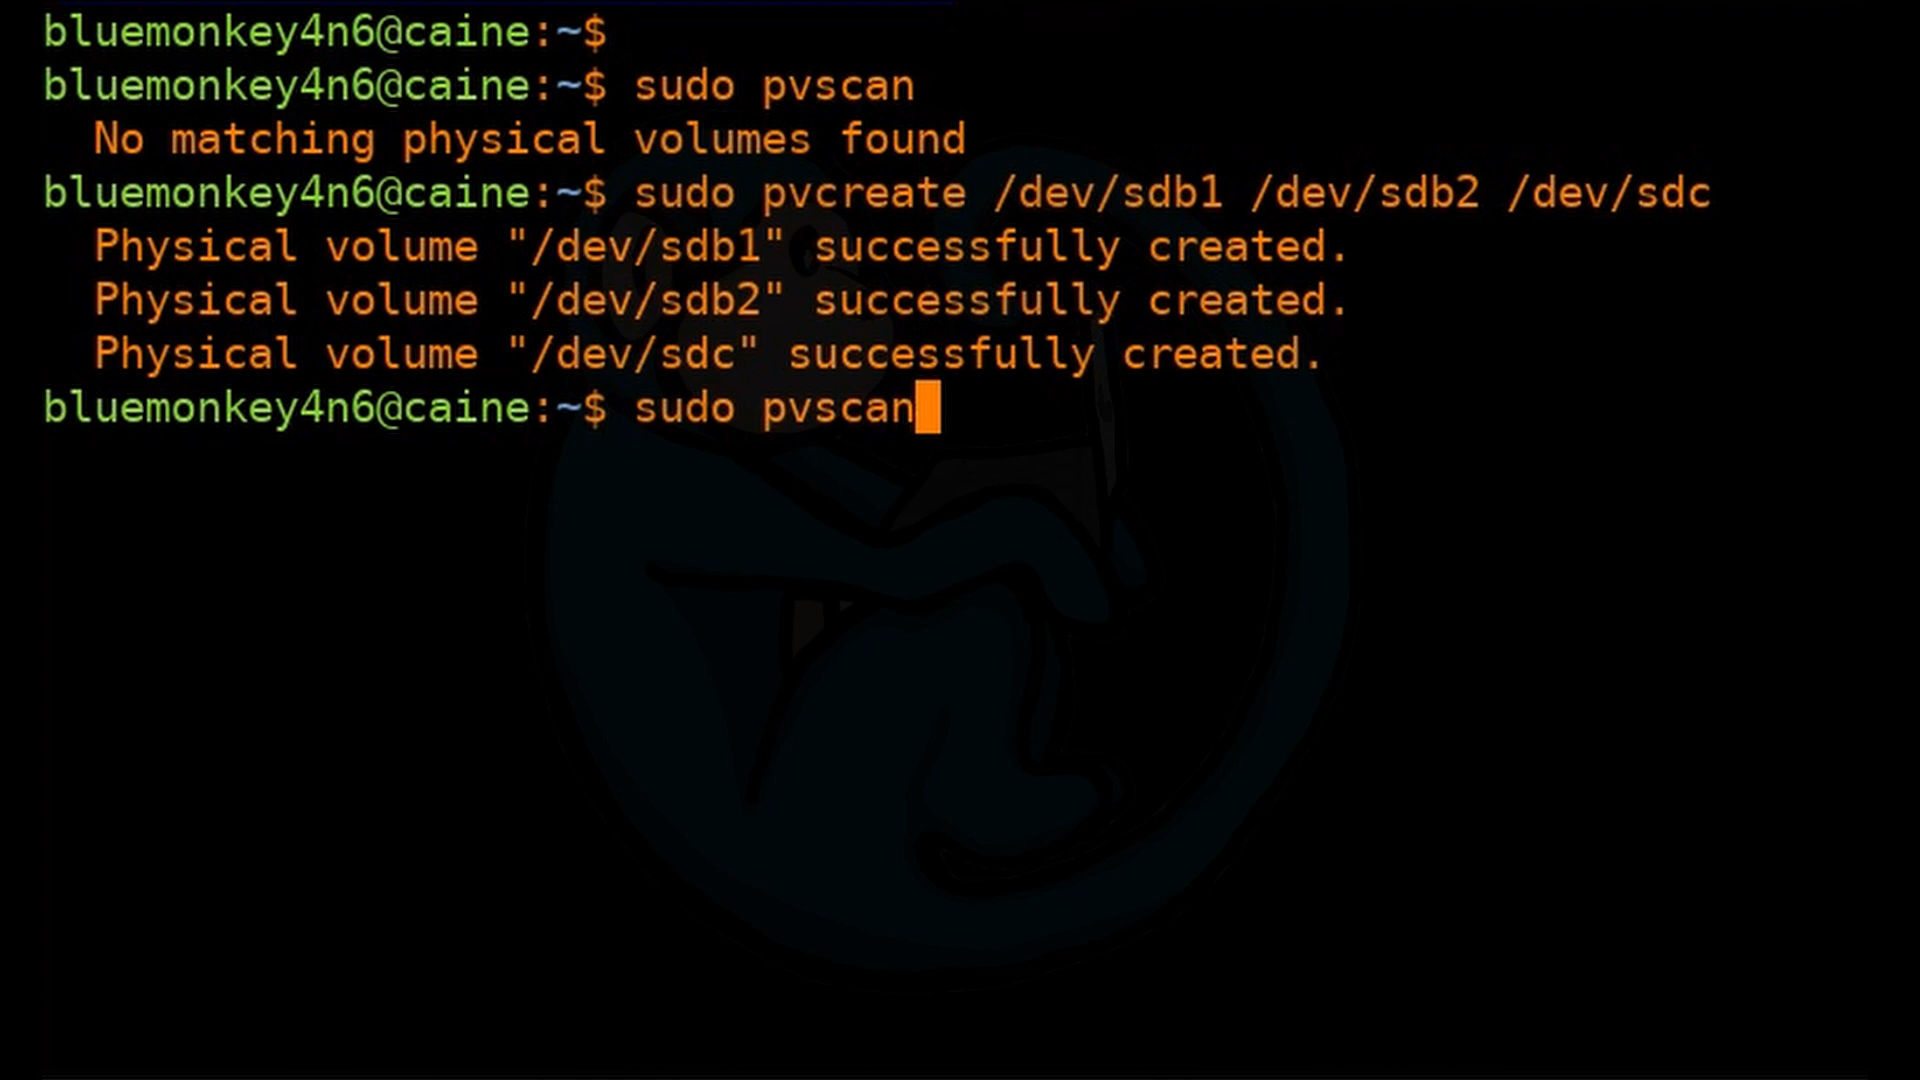 bluemonkey4n6@caine:~$
bluemonkey4n6@caine:~$ sudo pvscan
  No matching physical volumes found
bluemonkey4n6@caine:~$ sudo pvcreate /dev/sdb1 /dev/sdb2 /dev/sdc
  Physical volume "/dev/sdb1" successfully created.
  Physical volume "/dev/sdb2" successfully created.
  Physical volume "/dev/sdc" successfully created.
bluemonkey4n6@caine:~$ sudo pvscan